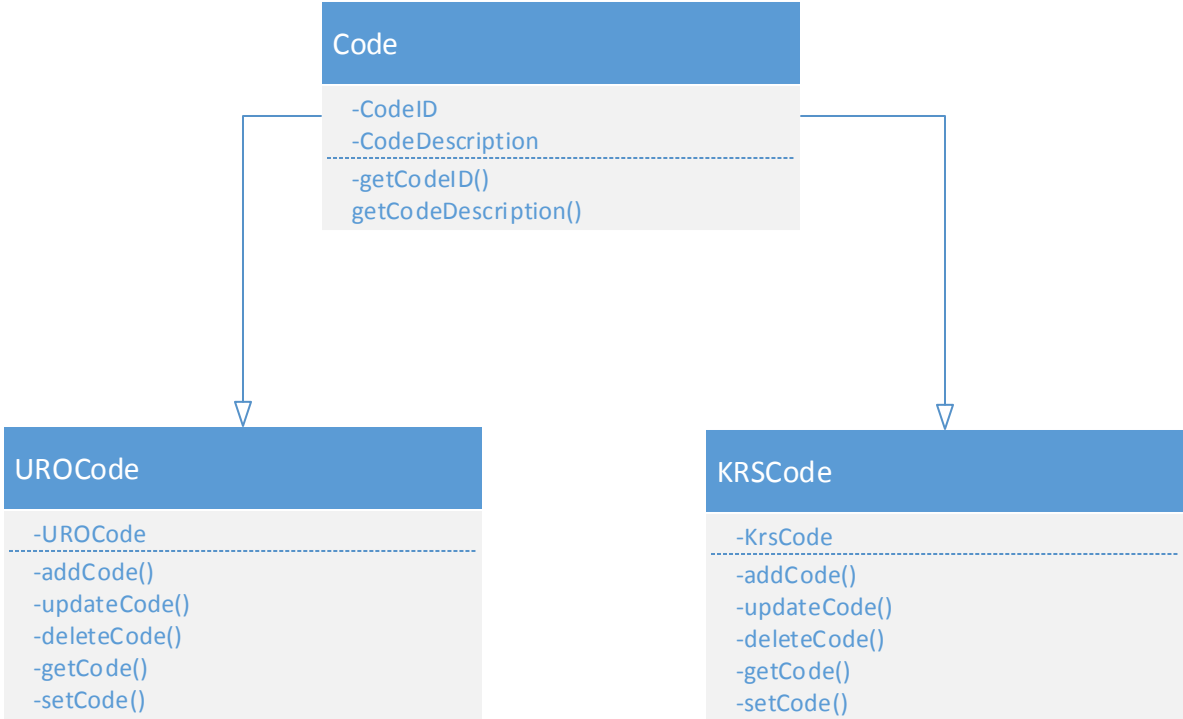 Code
-CodeID
-CodeDescription
-getCodeID()
getCodeDescription()
UROCode
-UROCode
-addCode()
-updateCode()
-deleteCode()
-getCode()
-setCode()
KRSCode
-KrsCode
-addCode()
-updateCode()
-deleteCode()
-getCode()
-setCode()